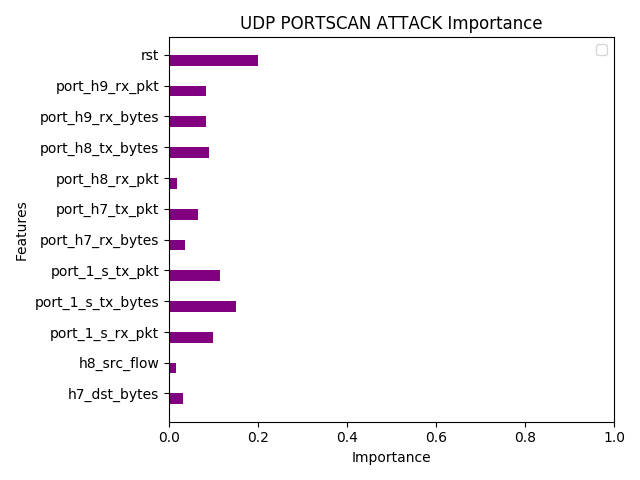 UDP PORTSCAN ATTACK Importance
rst
port_h9_rx_pkt
port_h9_rx_bytes
port_h8_tx_bytes
port_h8_rx_pkt
port_h7_tx_pkt
port_h7_rx_bytes
port_1_s_tx_pkt
port_1_s_tx_bytes
port_1_s_rx_pkt
h8_src_flow
h7_dst_bytes
Features
0.0 0.2 0.4 0.6 0.8 1.0
Importance